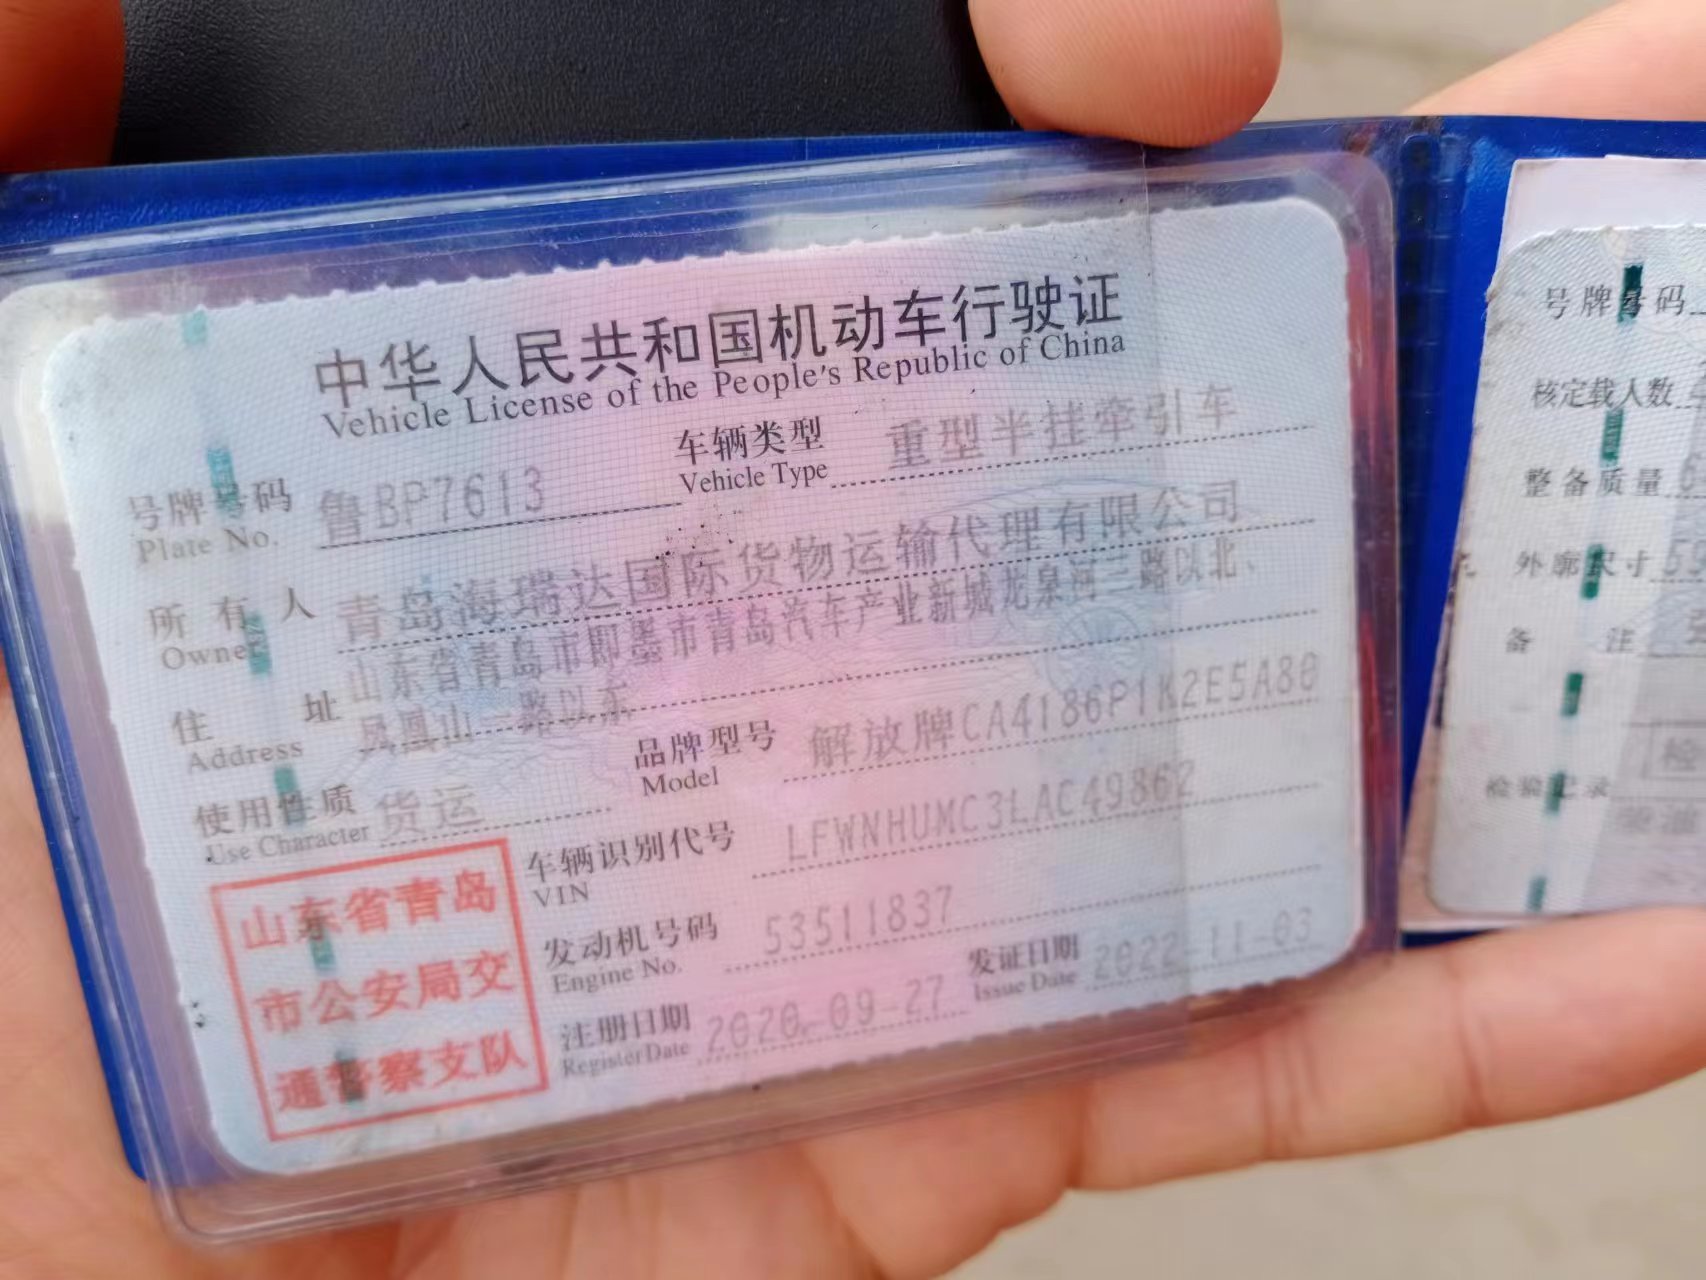 中华人民共和国机动车行驶证
Vehicle License of the People's Republic of China
号牌号码 鲁BP7613 车辆类型 重型半挂牵引车
Plate No. Vehicle Type
所有人 青岛海瑞达国际货物运输代理有限公司
Owner
住址 山东省青岛市即墨市青岛汽车产业新城龙泉河三路以北、
凤凰山一路以东
Address
使用性质 货运 品牌型号 解放牌CA4186P1K2E5A80
Use Character Model
车辆识别代号 LFWNHUMC3LAC49862
VIN
发动机号码 53511837
Engine No.
注册日期 2020-09-27 发证日期 2022-11-03
Register Date Issue Date
山东省青岛
市公安局交
通警察支队
号牌号码
核定载人数
整备质量
外廓尺寸 59
备注
检验记录